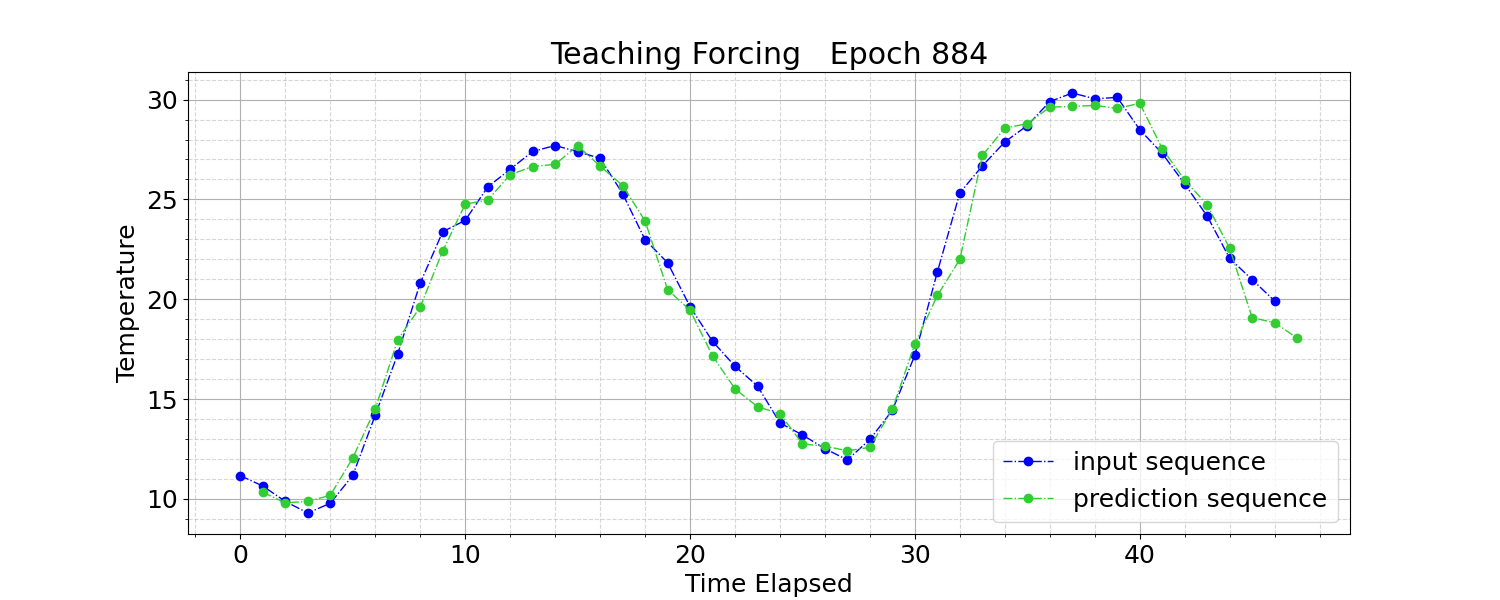 Teaching Forcing   Epoch 884
30
25
20
15
10
Temperature
0 10 20 30 40
Time Elapsed
input sequence
prediction sequence